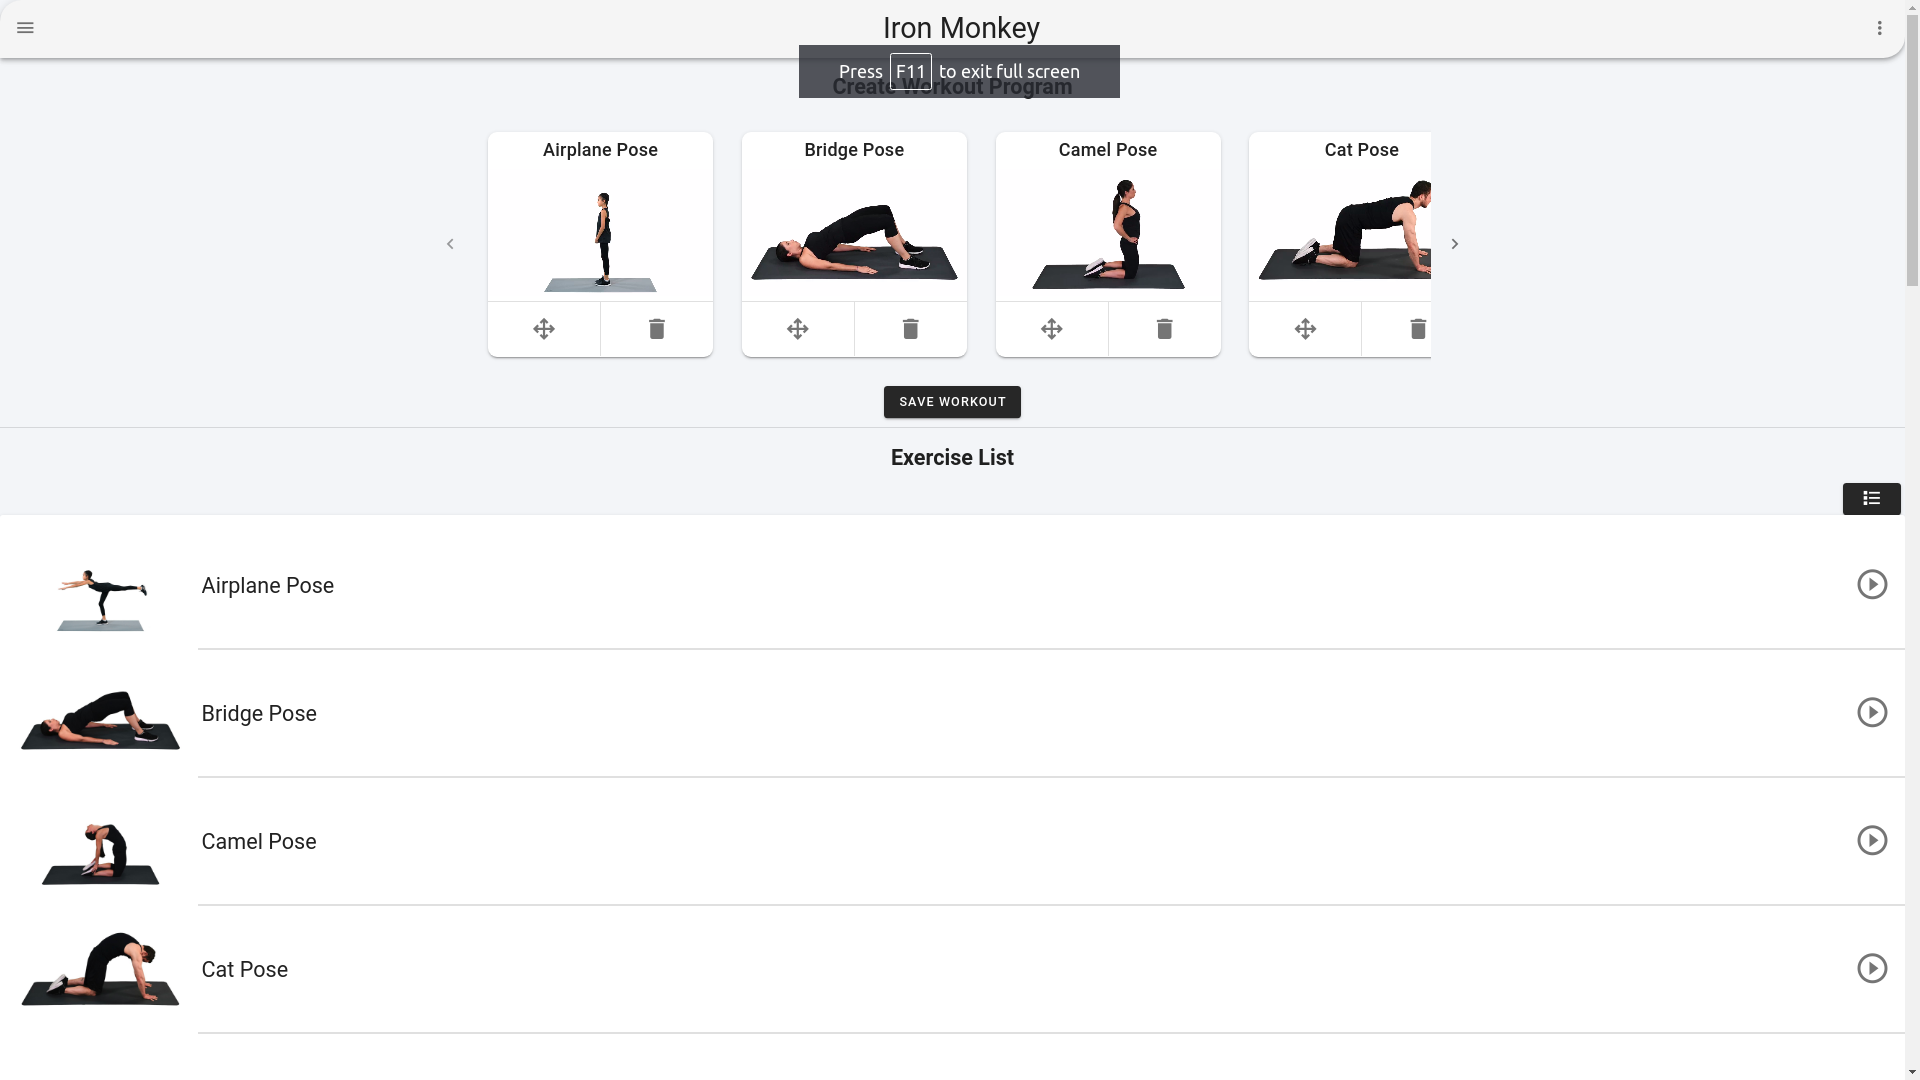 Iron Monkey
Press F11 to exit full screen
Create Workout Program
Airplane Pose
Bridge Pose
Camel Pose
Cat Pose
SAVE WORKOUT
Exercise List
Airplane Pose
Bridge Pose
Camel Pose
Cat Pose